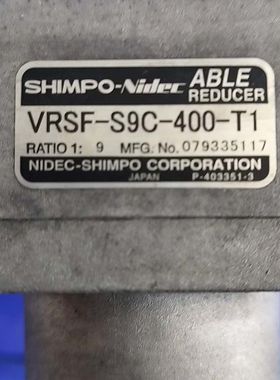 SHIMPO-Nidec ABLE
REDUCER
VRSF-S9C-400-T1
RATIO 1: 9 MFG. No. 079335117
NIDEC-SHIMPO CORPORATION
JAPAN P-403351-3